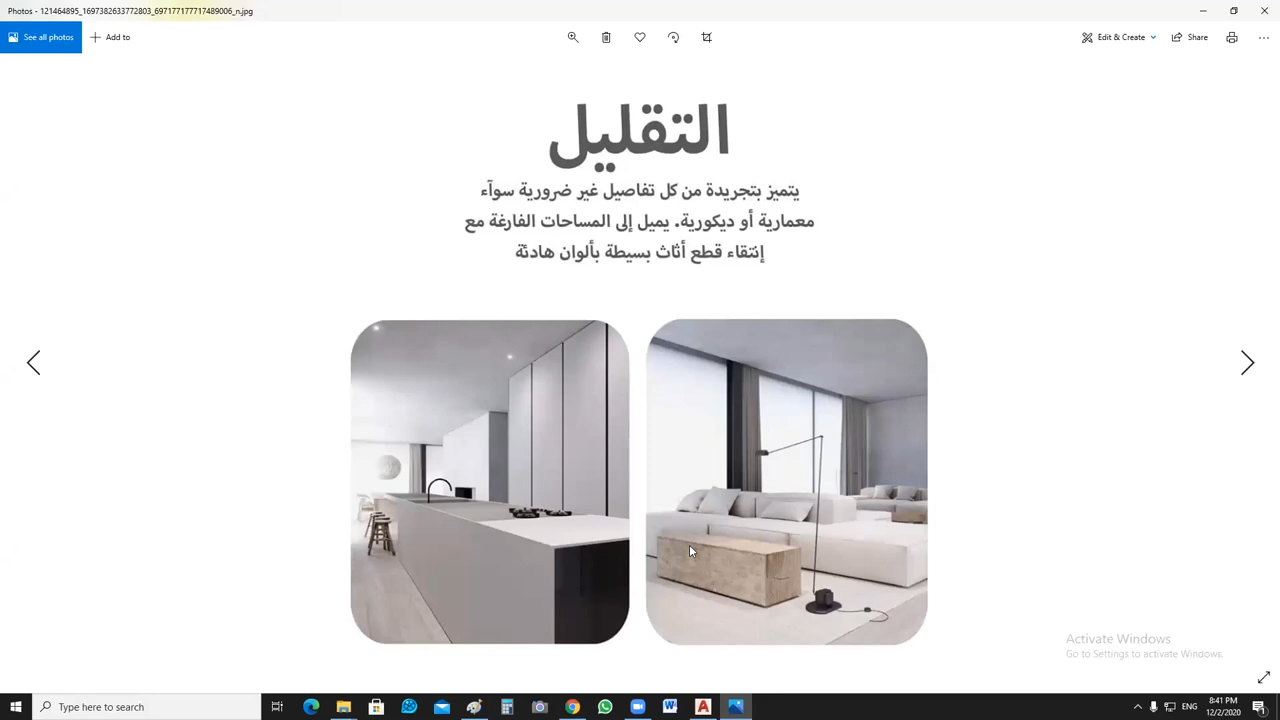 Photos - 121464895_1697382633772803_697177177717489006_n.jpg
See all photos
Add to
Edit & Create
Share
التقليل
يتميز بتجريدة من كل تفاصيل غير ضرورية سوآء
معمارية أو ديكورية. يميل إلى المساحات الفارغة مع
إنتقاء قطع أثاث بسيطة بألوان هادئة
Activate Windows
Go to Settings to activate Windows.
Type here to search
ENG
8:41 PM
12/2/2020